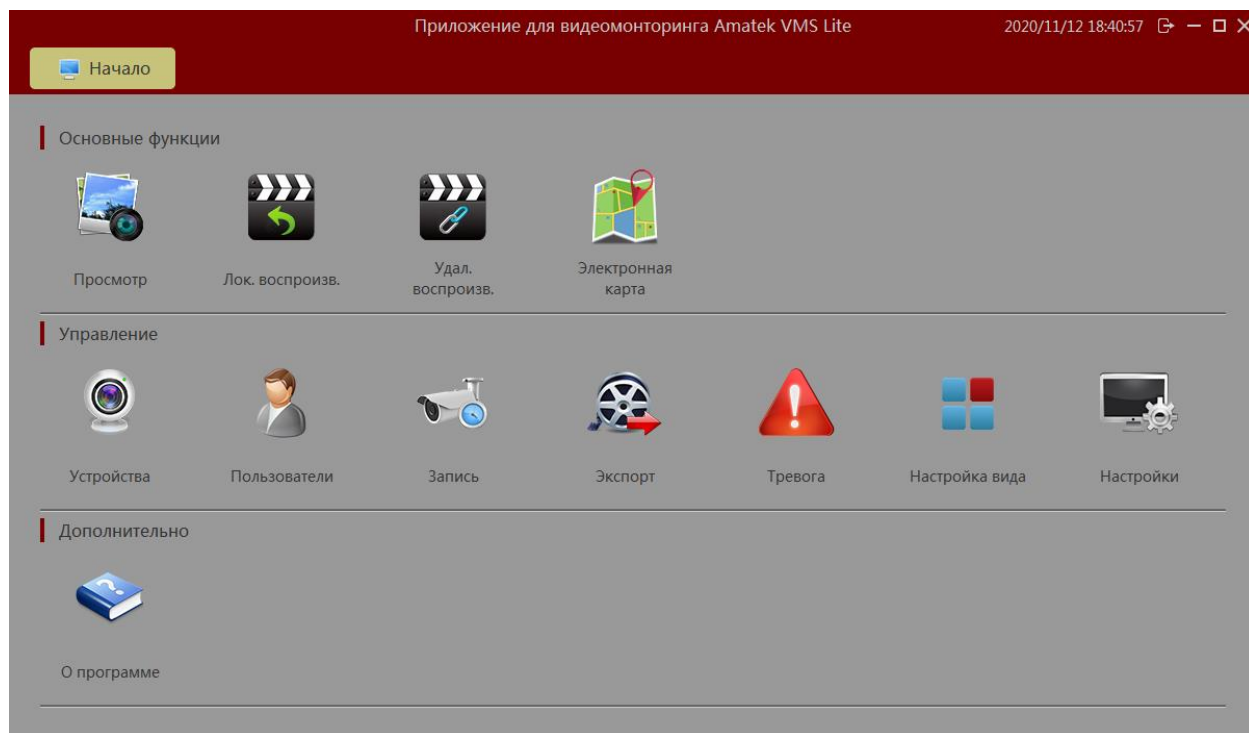 Приложение для видеомонторинга Amatek VMS Lite
2020/11/12 18:40:57
Начало
Основные функции
Просмотр
Лок. воспроизв.
Удал.
воспроизв.
Электронная
карта
Управление
Устройства
Пользователи
Запись
Экспорт
Тревога
Настройка вида
Настройки
Дополнительно
О программе